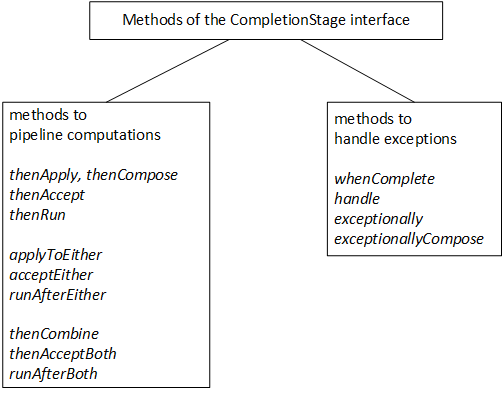 Methods of the CompletionStage interface
methods to
pipeline computations
thenApply, thenCompose
thenAccept
thenRun
applyToEither
acceptEither
runAfterEither
thenCombine
thenAcceptBoth
runAfterBoth
methods to
handle exceptions
whenComplete
handle
exceptionally
exceptionallyCompose